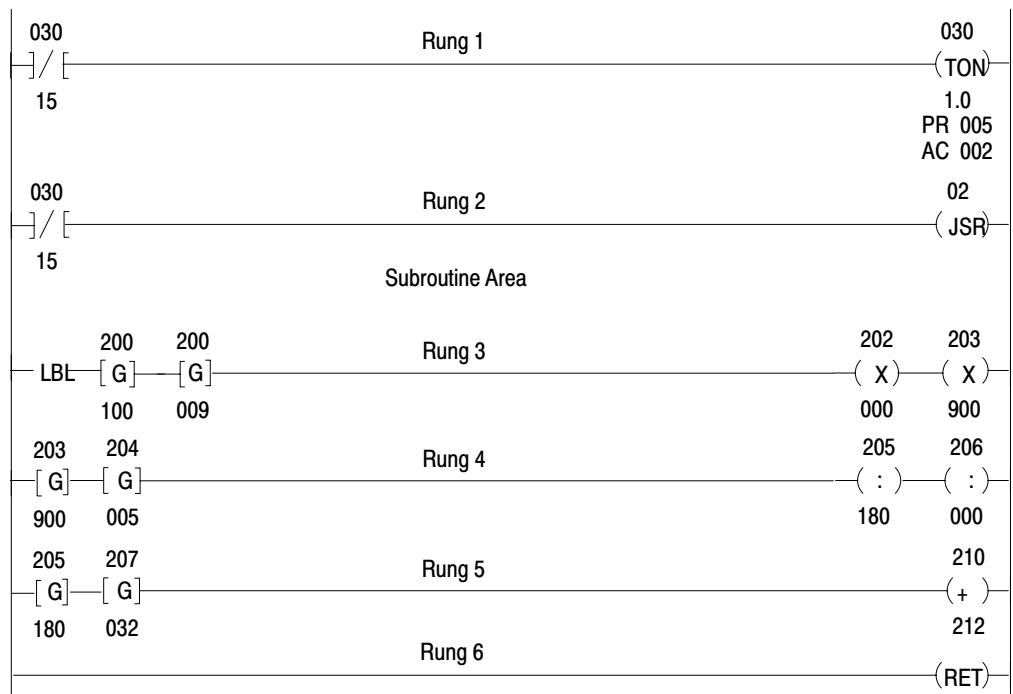 030 Rung 1 030
]/[ (TON)
15 1.0
PR 005
AC 002
030 Rung 2 02
]/[ (JSR)
15
Subroutine Area
200 200 Rung 3 202 203
LBL [G] [G] (X) (X)
100 009 000 900
203 204 Rung 4 205 206
[G] [G] (:) (:)
900 005 180 000
205 207 Rung 5 210
[G] [G] (+)
180 032 212
Rung 6
(RET)